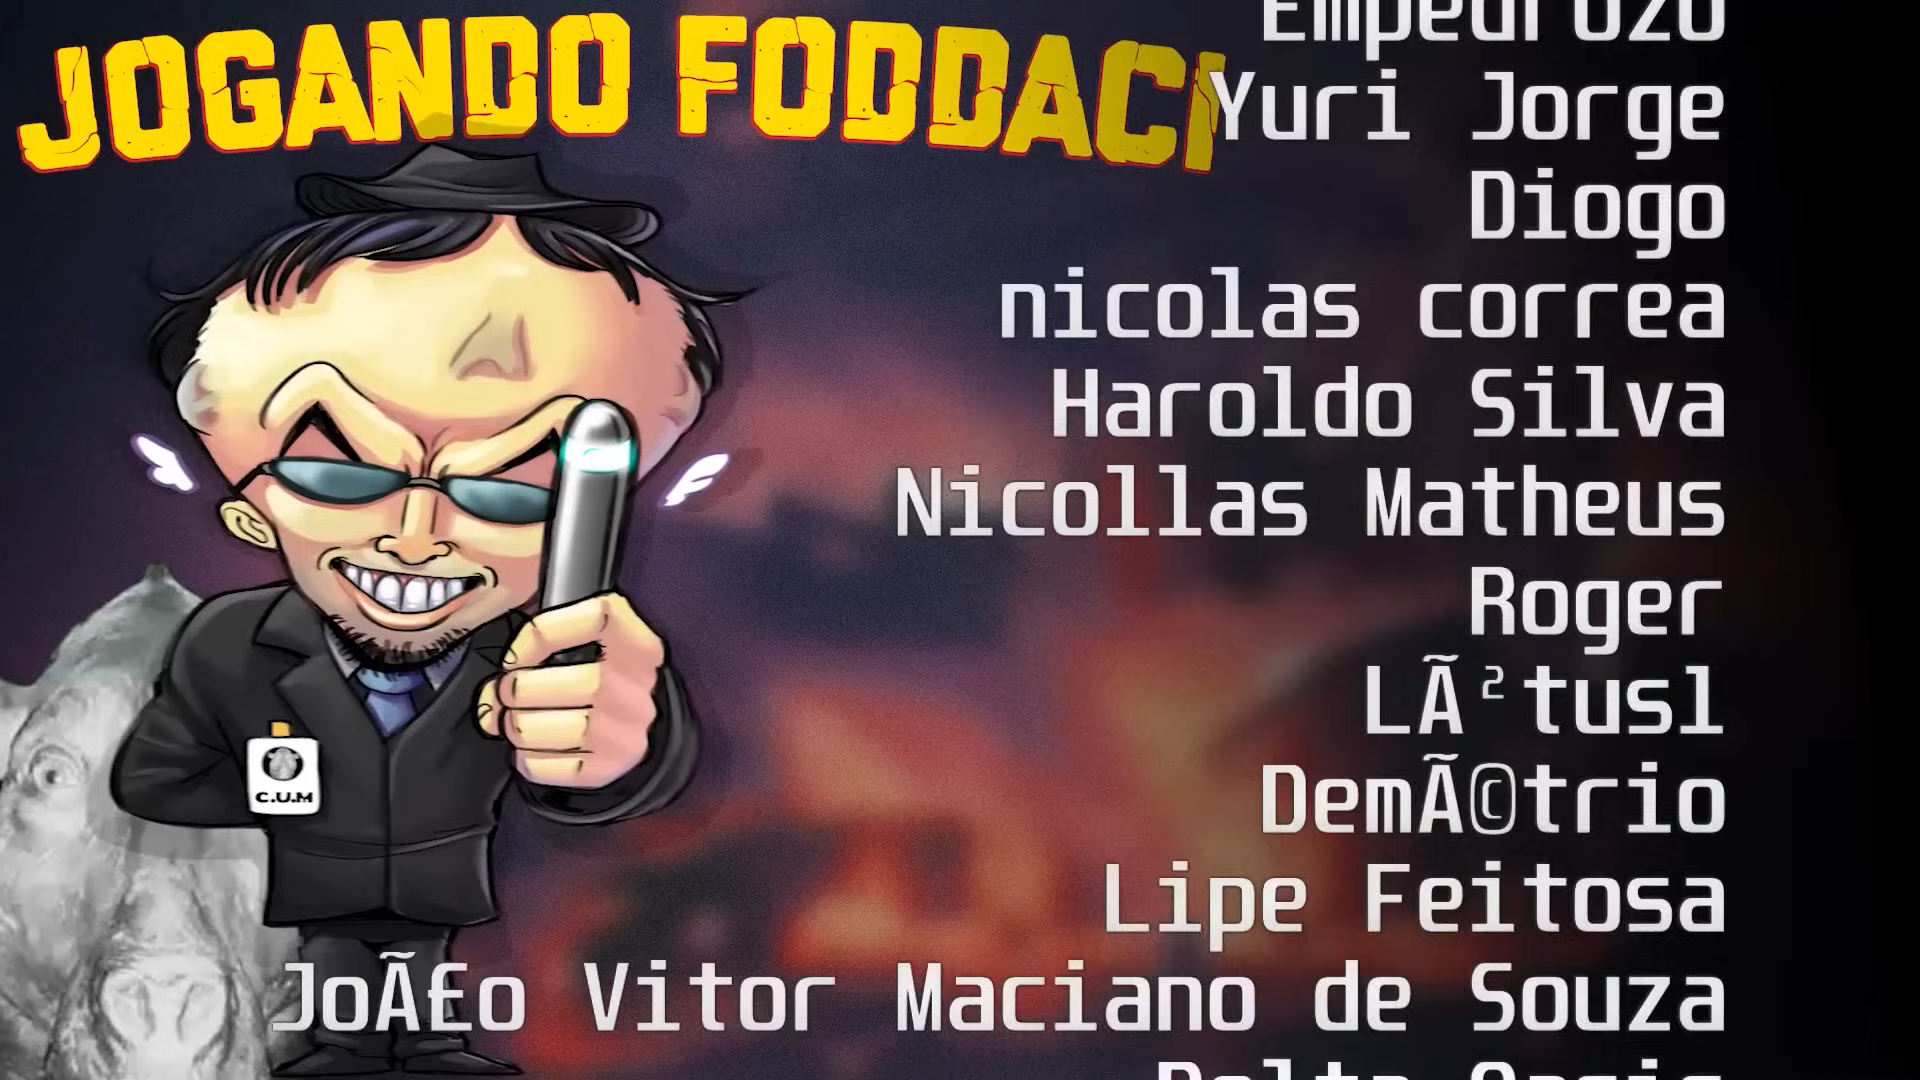 JOGANDO FODDACI
Empedrozo
Yuri Jorge
Diogo
nicolas correa
Haroldo Silva
Nicollas Matheus
Roger
LÃ²tusl
DemÃ©trio
Lipe Feitosa
JoÃ£o Vitor Maciano de Souza
C.U.M